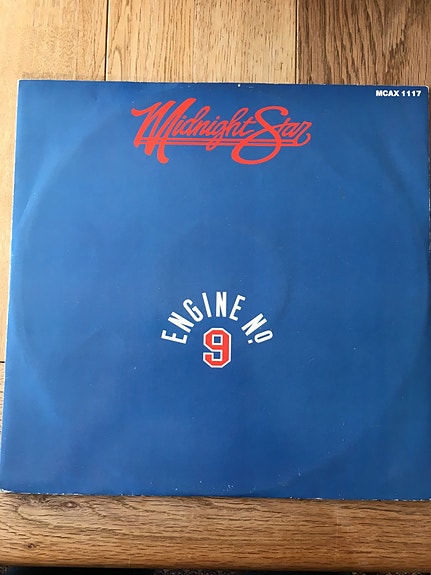 MCAX 1117
Midnight Star
ENGINE Nº
9